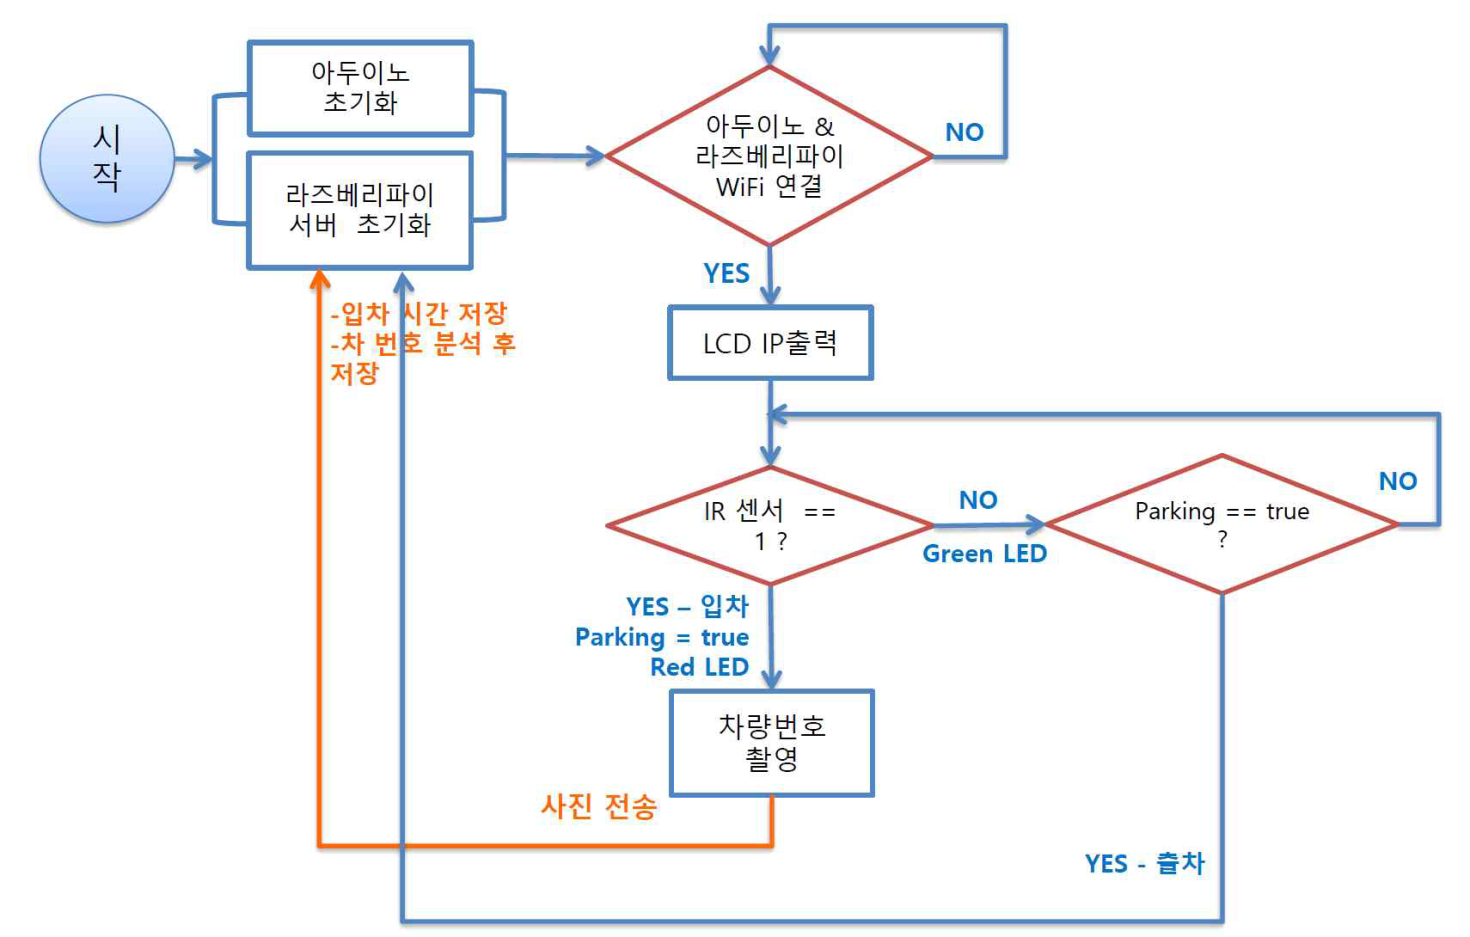 시
작
아두이노
초기화
라즈베리파이
서버 초기화
아두이노 &
라즈베리파이
WiFi 연결
NO
YES
-입차 시간 저장
-차 번호 분석 후
저장
LCD IP출력
IR 센서 ==
1 ?
NO
Green LED
Parking == true
?
NO
YES – 입차
Parking = true
Red LED
차량번호
촬영
사진 전송
YES - 출차